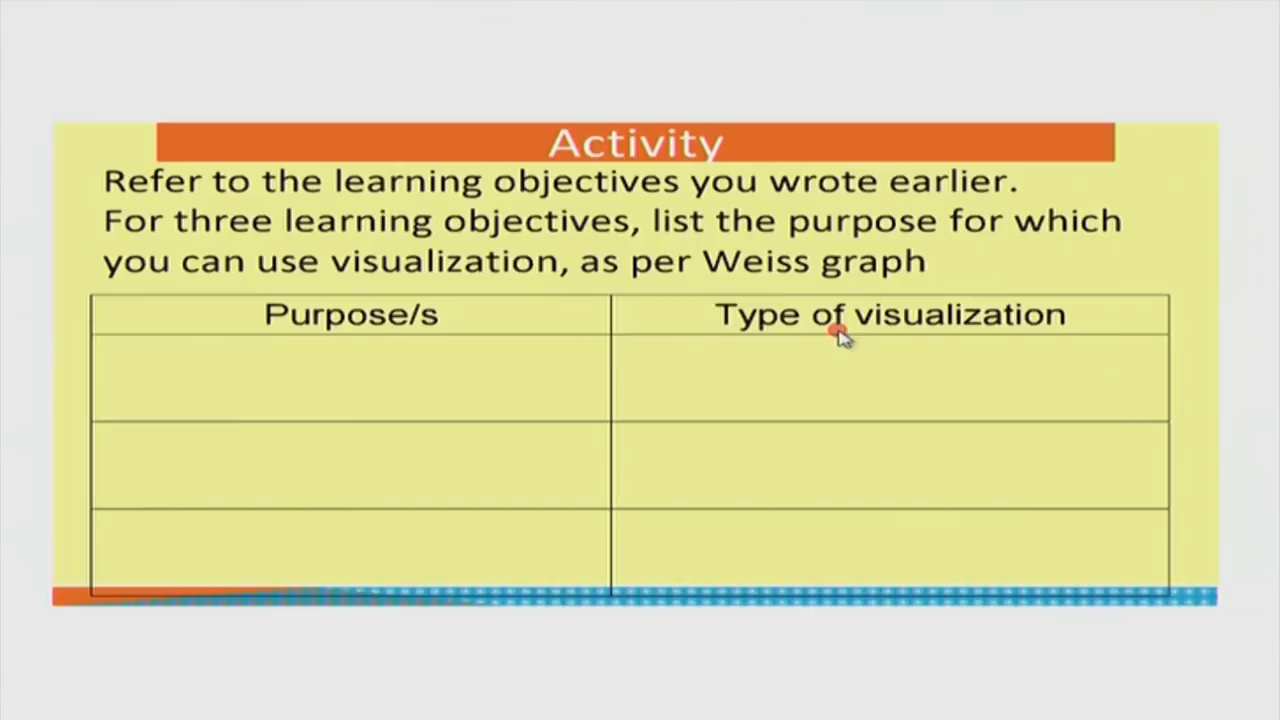 Activity
Refer to the learning objectives you wrote earlier.
For three learning objectives, list the purpose for which
you can use visualization, as per Weiss graph
Purpose/s
Type of visualization